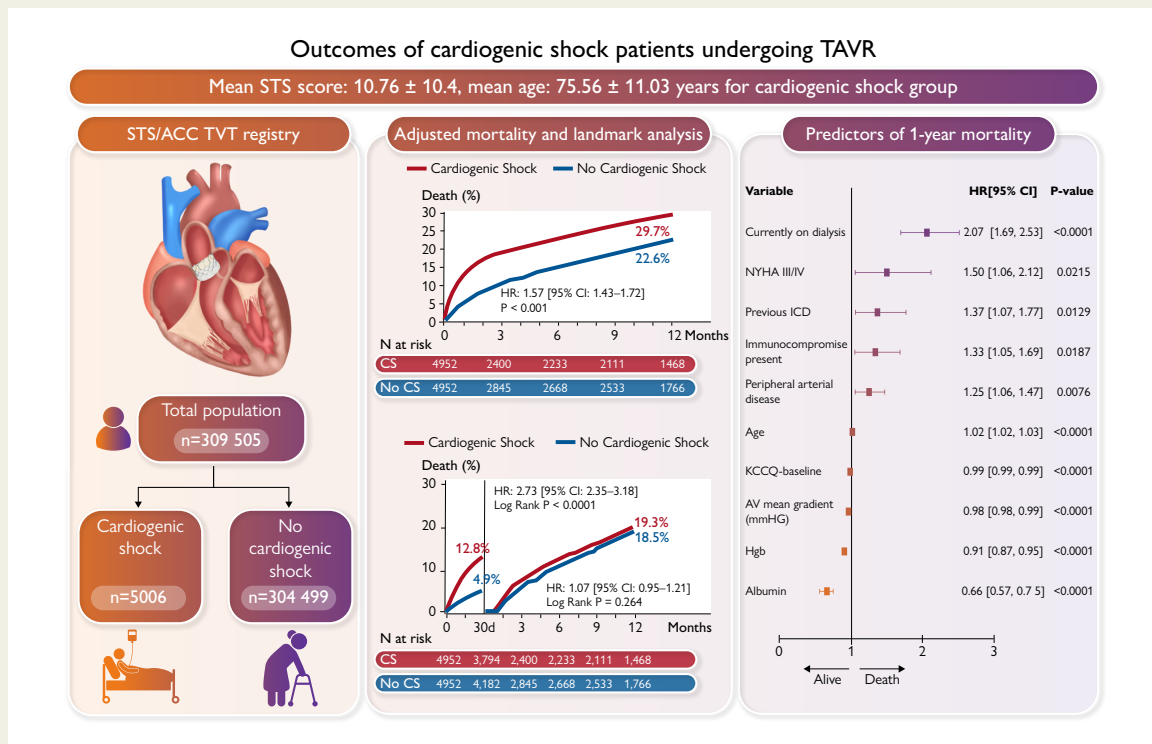 Outcomes of cardiogenic shock patients undergoing TAVR
Mean STS score: 10.76 ± 10.4, mean age: 75.56 ± 11.03 years for cardiogenic shock group
STS/ACC TVT registry
Total population
n=309 505
Cardiogenic
shock
n=5006
No
cardiogenic
shock
n=304 499
Adjusted mortality and landmark analysis
Cardiogenic Shock No Cardiogenic Shock
Death (%)
30
25
20
15
10
5
0
29.7%
22.6%
HR: 1.57 [95% CI: 1.43–1.72]
P < 0.001
0 3 6 9 12 Months
N at risk
CS 4952 2400 2233 2111 1468
No CS 4952 2845 2668 2533 1766
Cardiogenic Shock No Cardiogenic Shock
Death (%)
30
20
10
0
HR: 2.73 [95% CI: 2.35–3.18]
Log Rank P < 0.0001
12.8%
4.9%
19.3%
18.5%
HR: 1.07 [95% CI: 0.95–1.21]
Log Rank P = 0.264
0 30d 3 6 9 12 Months
N at risk
CS 4952 3,794 2,400 2,233 2,111 1,468
No CS 4952 4,182 2,845 2,668 2,533 1,766
Predictors of 1-year mortality
Variable HR[95% CI] P-value
Currently on dialysis 2.07 [1.69, 2.53] <0.0001
NYHA III/IV 1.50 [1.06, 2.12] 0.0215
Previous ICD 1.37 [1.07, 1.77] 0.0129
Immunocompromise
present 1.33 [1.05, 1.69] 0.0187
Peripheral arterial
disease 1.25 [1.06, 1.47] 0.0076
Age 1.02 [1.02, 1.03] <0.0001
KCCQ-baseline 0.99 [0.99, 0.99] <0.0001
AV mean gradient
(mmHG) 0.98 [0.98, 0.99] <0.0001
Hgb 0.91 [0.87, 0.95] <0.0001
Albumin 0.66 [0.57, 0.7 5] <0.0001
0 1 2 3
Alive Death